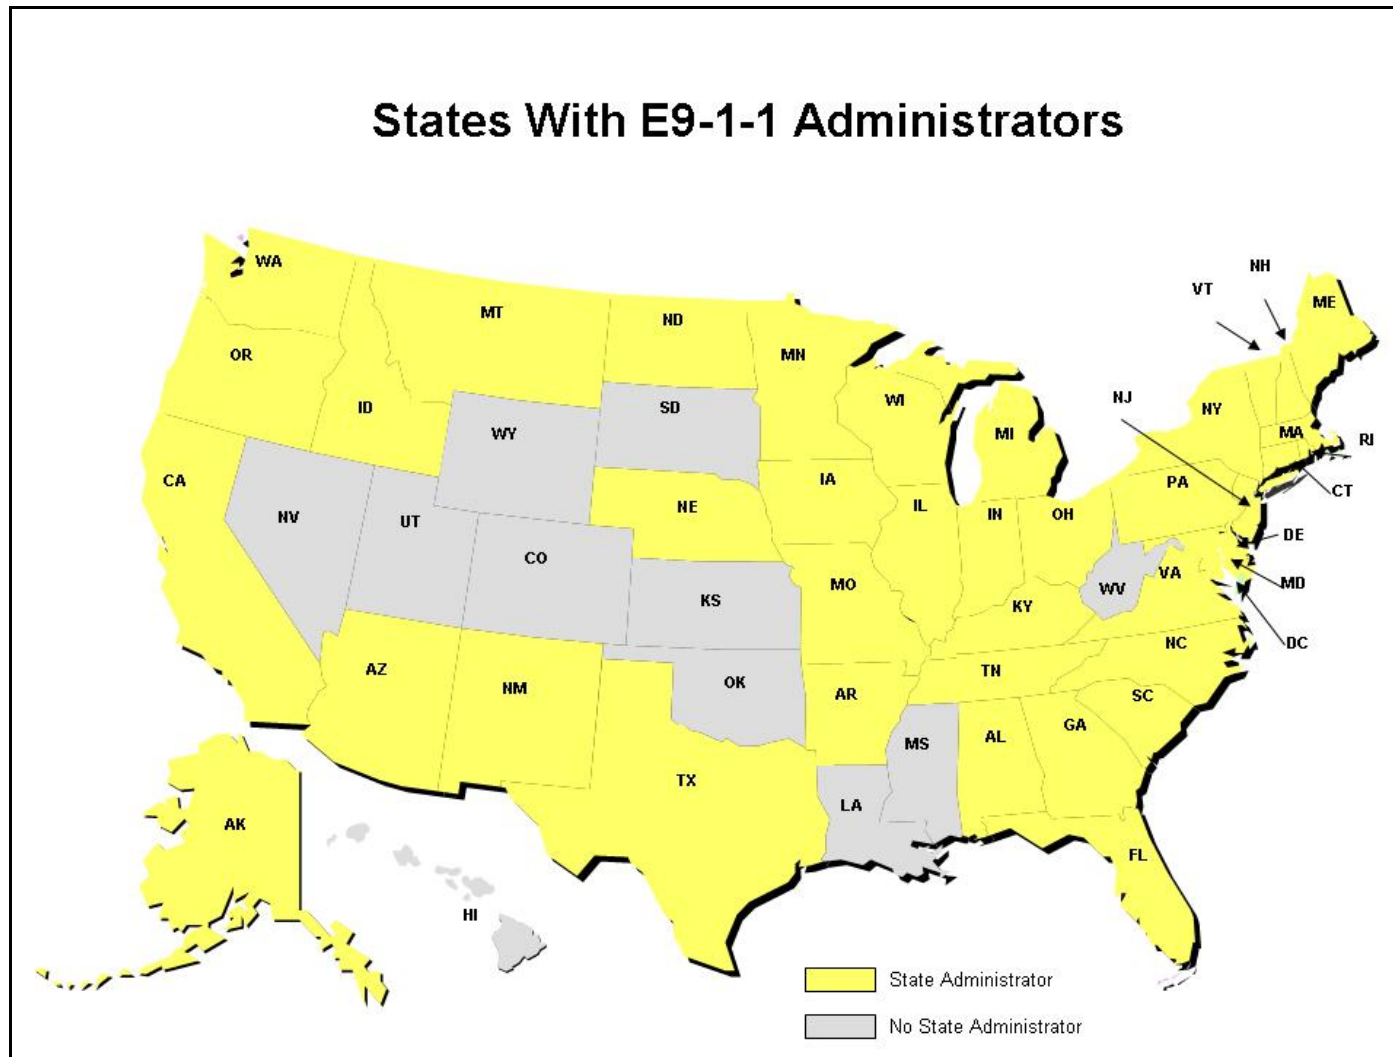 States With E9-1-1 Administrators
WA
NH
VT
ME
MT
ND
OR
MN
NJ
ID
SD
WI
NY
WY
MI
MA
RI
CA
IA
PA
CT
NV
UT
NE
IL
IN
OH
DE
CO
MO
VA
MD
KS
WV
KY
DC
AZ
NM
OK
AR
TN
NC
SC
MS
AL
GA
TX
LA
AK
FL
HI
State Administrator
No State Administrator